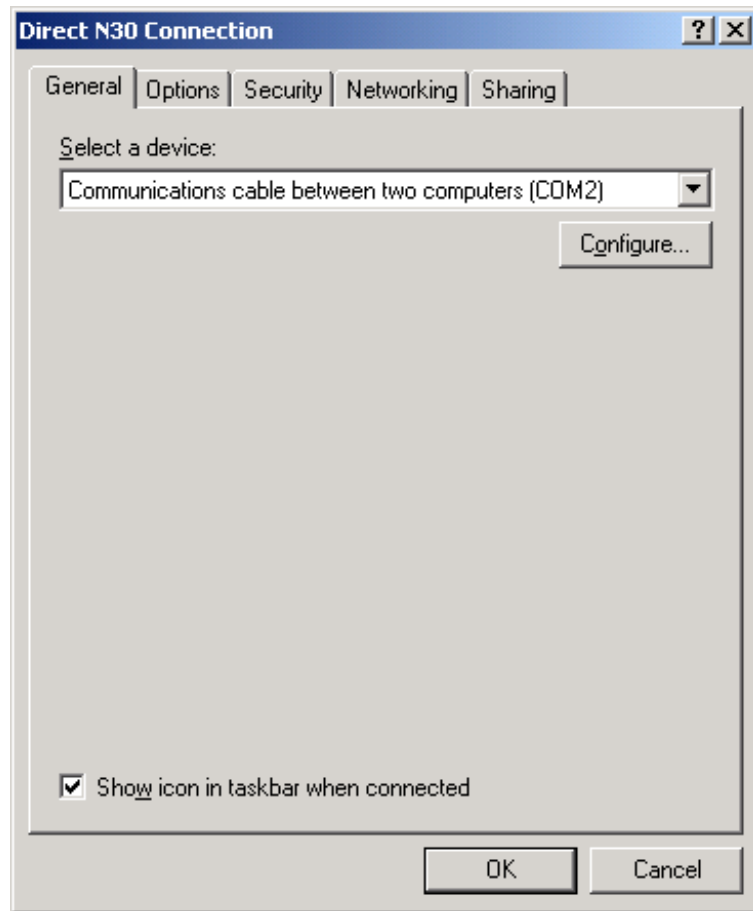 Direct N30 Connection
General Options Security Networking Sharing
Select a device:
Communications cable between two computers (COM2)
Configure...
Show icon in taskbar when connected
OK Cancel